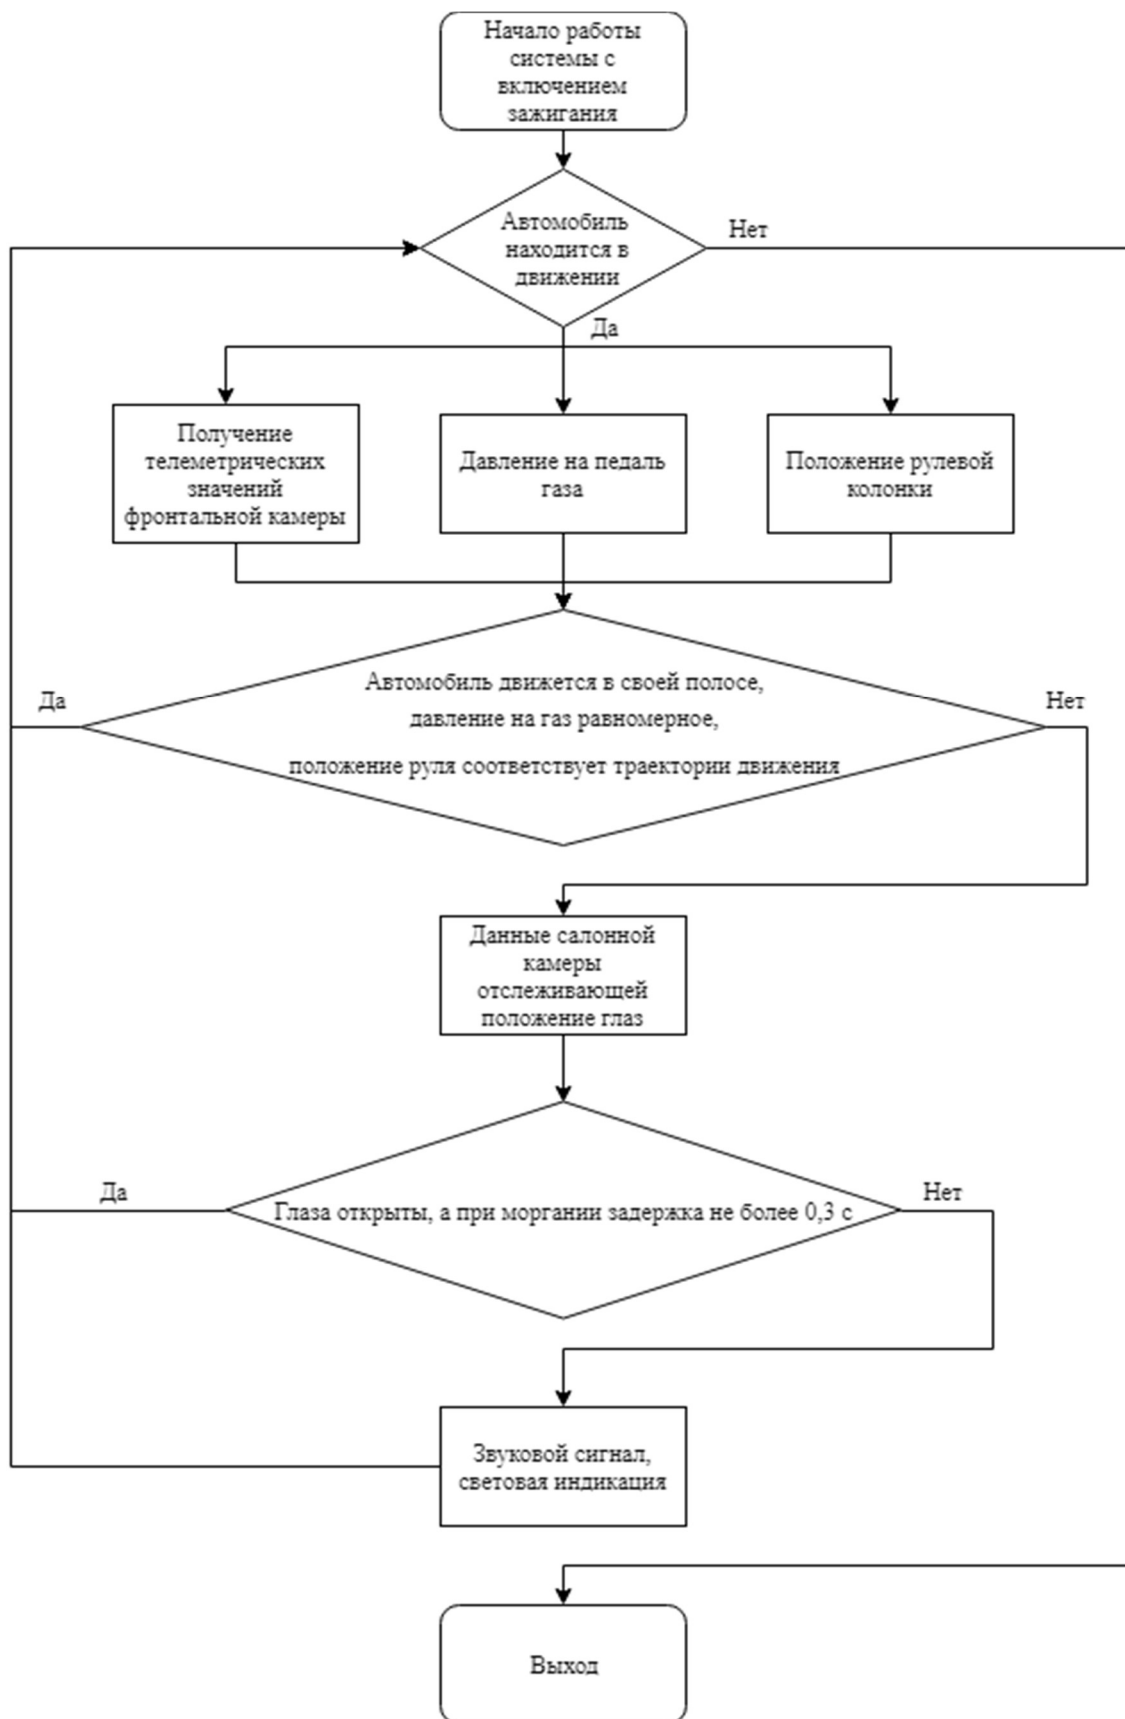 Начало работы
системы с
включением
зажигания
Автомобиль
находится в
движении
Нет
Да
Получение
телеметрических
значений
фронтальной камеры
Давление на педаль
газа
Положение рулевой
колонки
Автомобиль движется в своей полосе,
давление на газ равномерное,
положение руля соответствует траектории движения
Да
Нет
Данные салонной
камеры
отслеживающей
положение глаз
Да
Нет
Глаза открыты, а при моргании задержка не более 0,3 с
Звуковой сигнал,
световая индикация
Выход